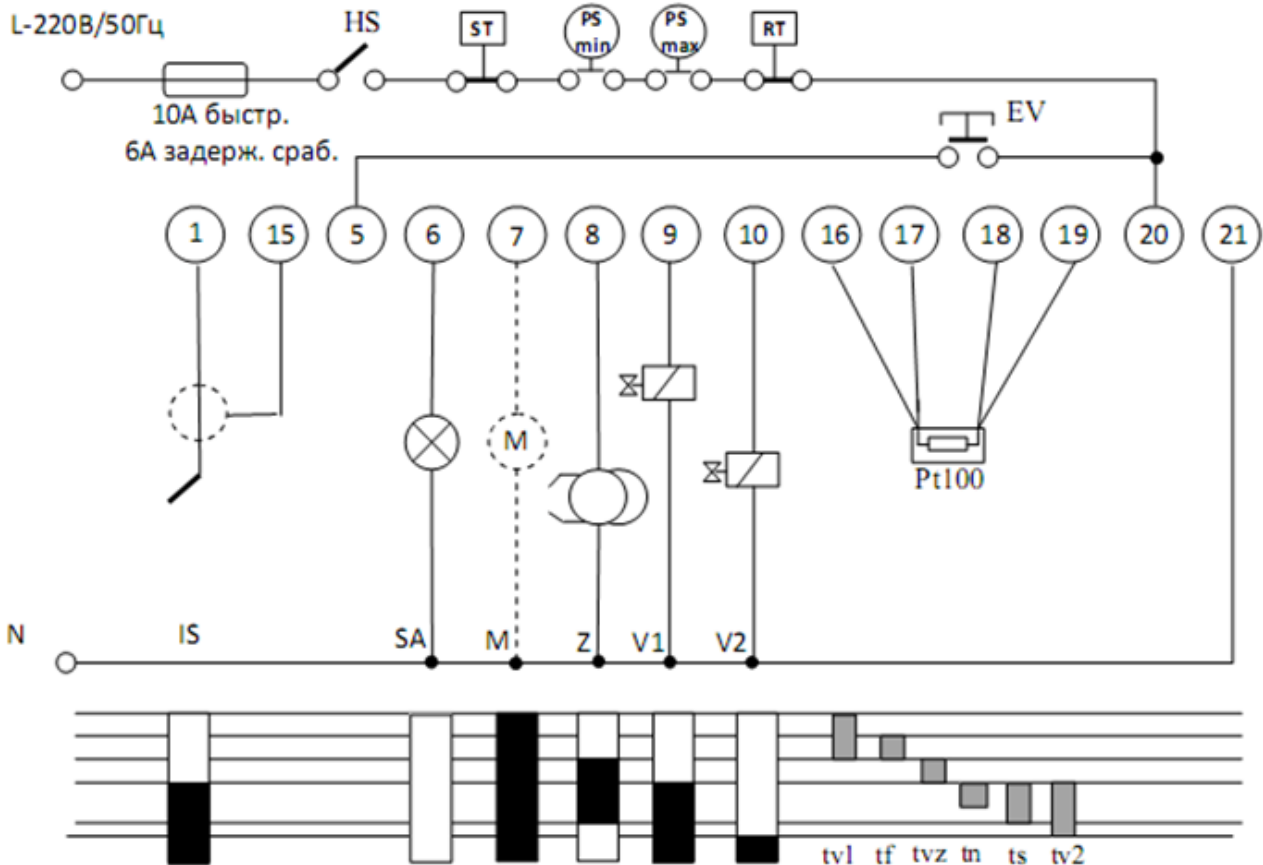 L-220В/50Гц
HS
ST
PS
min
PS
max
RT
10А быстр.
6А задерж. сраб.
EV
1
15
5
6
7
8
9
10
16
17
18
19
20
21
M
Pt100
N
IS
SA
M
Z
V1
V2
tv1
tf
tvz
tn
ts
tv2